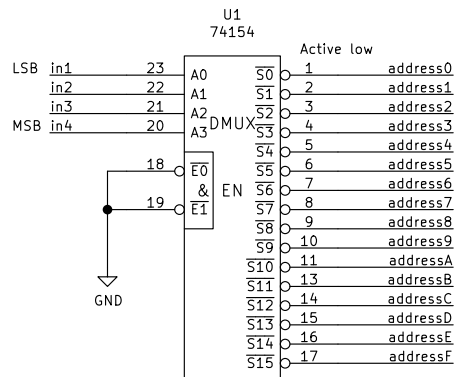 U1
74154
Active low
LSB in1 23 A0 S0 1 address0
in2 22 A1 S1 2 address1
in3 21 A2 S2 3 address2
MSB in4 20 A3 DMUX S3 4 address3
S4 5 address4
18 E0 S5 6 address5
& EN S6 7 address6
19 E1 S7 8 address7
S8 9 address8
S9 10 address9
S10 11 addressA
S11 13 addressB
GND S12 14 addressC
S13 15 addressD
S14 16 addressE
S15 17 addressF